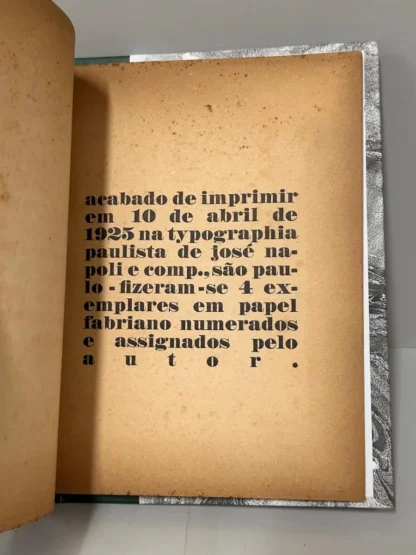 acabado de imprimir
em 10 de abril de
1925 na typographia
paulista de josé na-
poli e comp., são pau-
lo - fizeram-se 4 ex-
emplares em papel
fabriano numerados
e assignados pelo
autor.